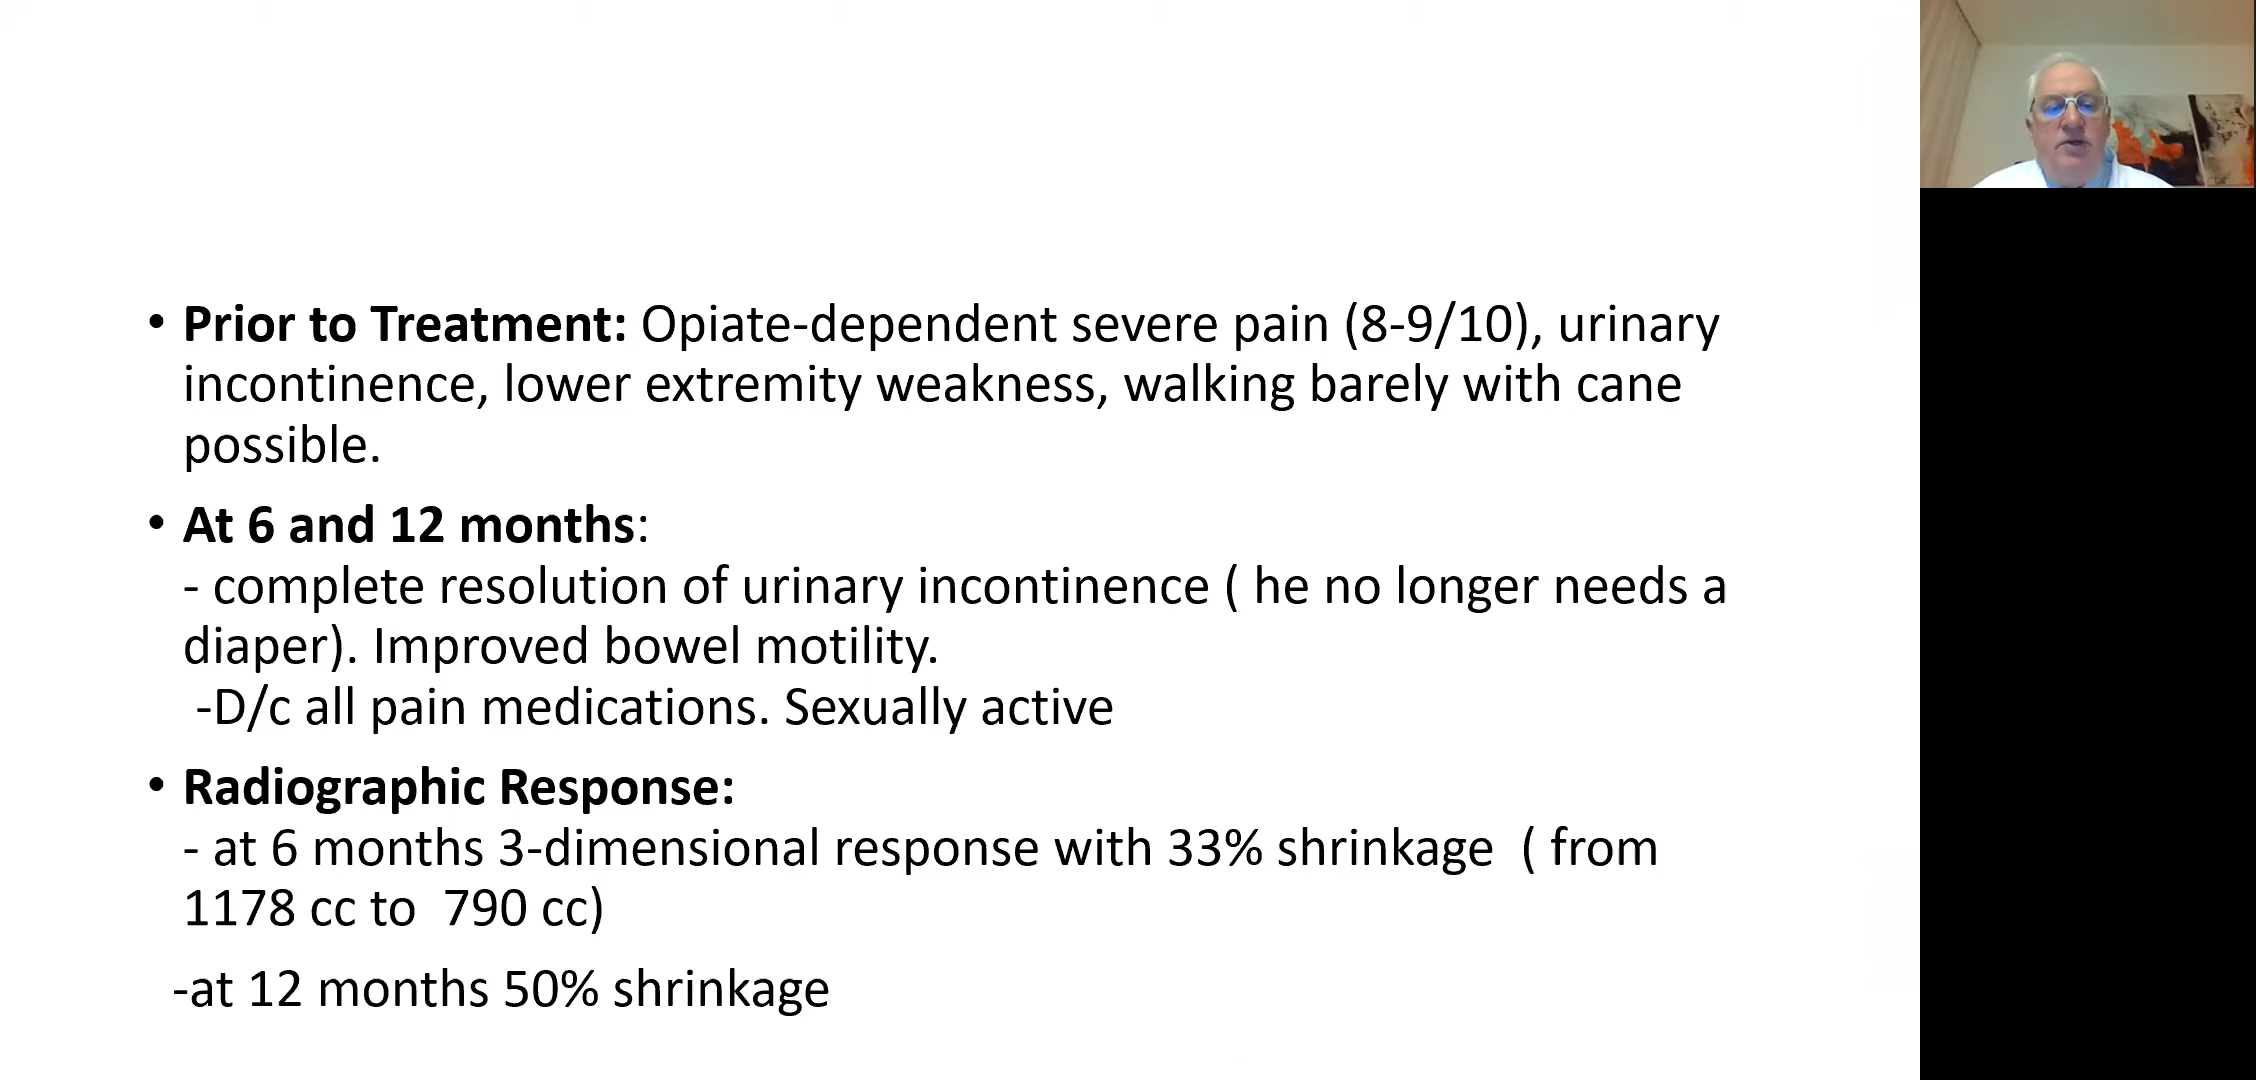 • Prior to Treatment: Opiate-dependent severe pain (8-9/10), urinary
incontinence, lower extremity weakness, walking barely with cane
possible.
• At 6 and 12 months:
- complete resolution of urinary incontinence ( he no longer needs a
diaper). Improved bowel motility.
-D/c all pain medications. Sexually active
• Radiographic Response:
- at 6 months 3-dimensional response with 33% shrinkage  ( from
1178 cc to  790 cc)
-at 12 months 50% shrinkage